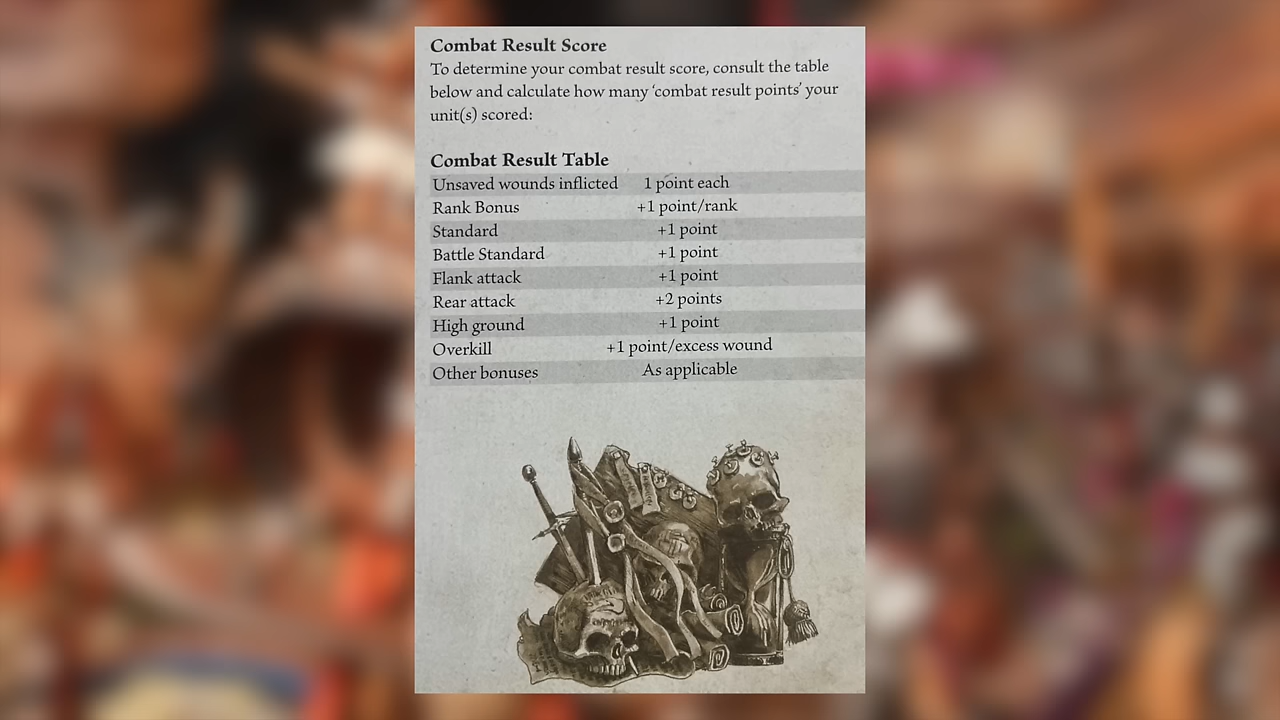 Combat Result Score
To determine your combat result score, consult the table
below and calculate how many ‘combat result points’ your
unit(s) scored:
Combat Result Table
Unsaved wounds inflicted 1 point each
Rank Bonus +1 point/rank
Standard +1 point
Battle Standard +1 point
Flank attack +1 point
Rear attack +2 points
High ground +1 point
Overkill +1 point/excess wound
Other bonuses As applicable